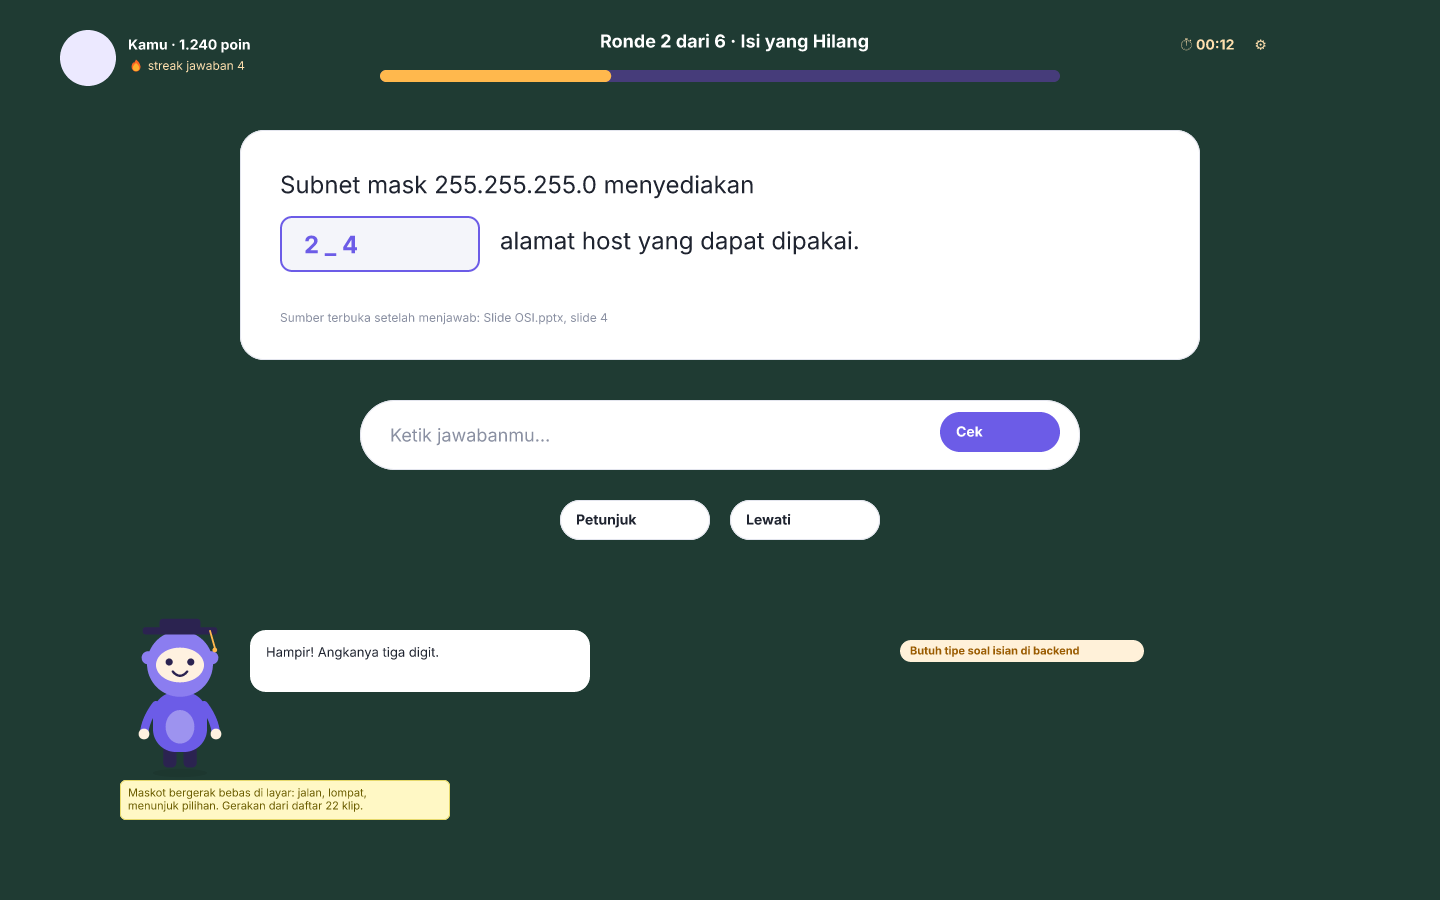 Kamu · 1.240 poin
🔥 streak jawaban 4
Ronde 2 dari 6 · Isi yang Hilang
⏱ 00:12 ⚙
Subnet mask 255.255.255.0 menyediakan
2 _ 4 alamat host yang dapat dipakai.
Sumber terbuka setelah menjawab: Slide OSI.pptx, slide 4
Ketik jawabanmu...
Cek
Petunjuk
Lewati
Hampir! Angkanya tiga digit.
Butuh tipe soal isian di backend
Maskot bergerak bebas di layar: jalan, lompat,
menunjuk pilihan. Gerakan dari daftar 22 klip.